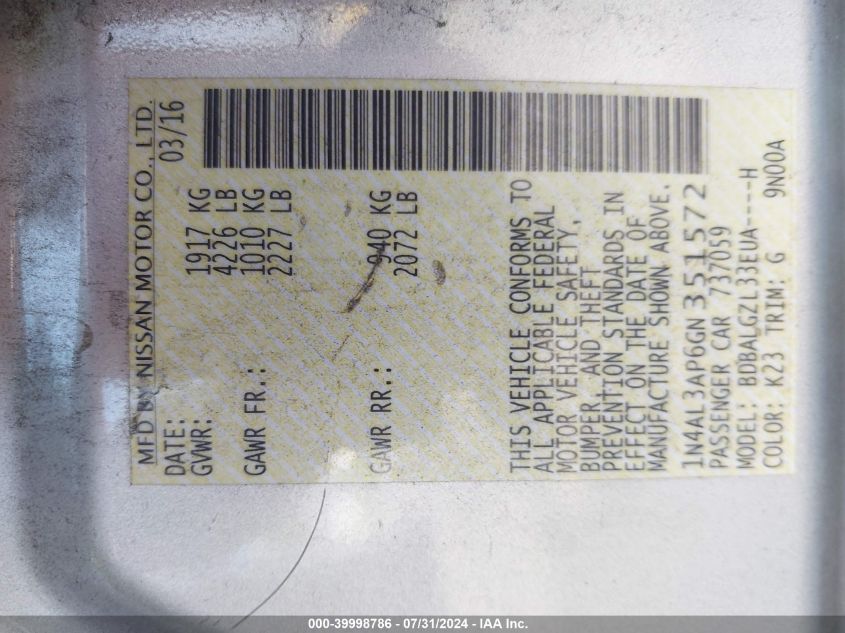 MFD BY NISSAN MOTOR CO., LTD.
DATE: 03/16
GVWR: 1917 KG
4226 LB
GAWR FR.: 1010 KG
2227 LB
GAWR RR.: 940 KG
2072 LB
THIS VEHICLE CONFORMS TO
ALL APPLICABLE FEDERAL
MOTOR VEHICLE SAFETY,
BUMPER, AND THEFT
PREVENTION STANDARDS IN
EFFECT ON THE DATE OF
MANUFACTURE SHOWN ABOVE.
1N4AL3AP6GN351572
PASSENGER CAR 737059
MODEL: BDBALGZL33EUA----H
COLOR: K23 TRIM: G 9N00A
000-39998786 - 07/31/2024 - IAA Inc.